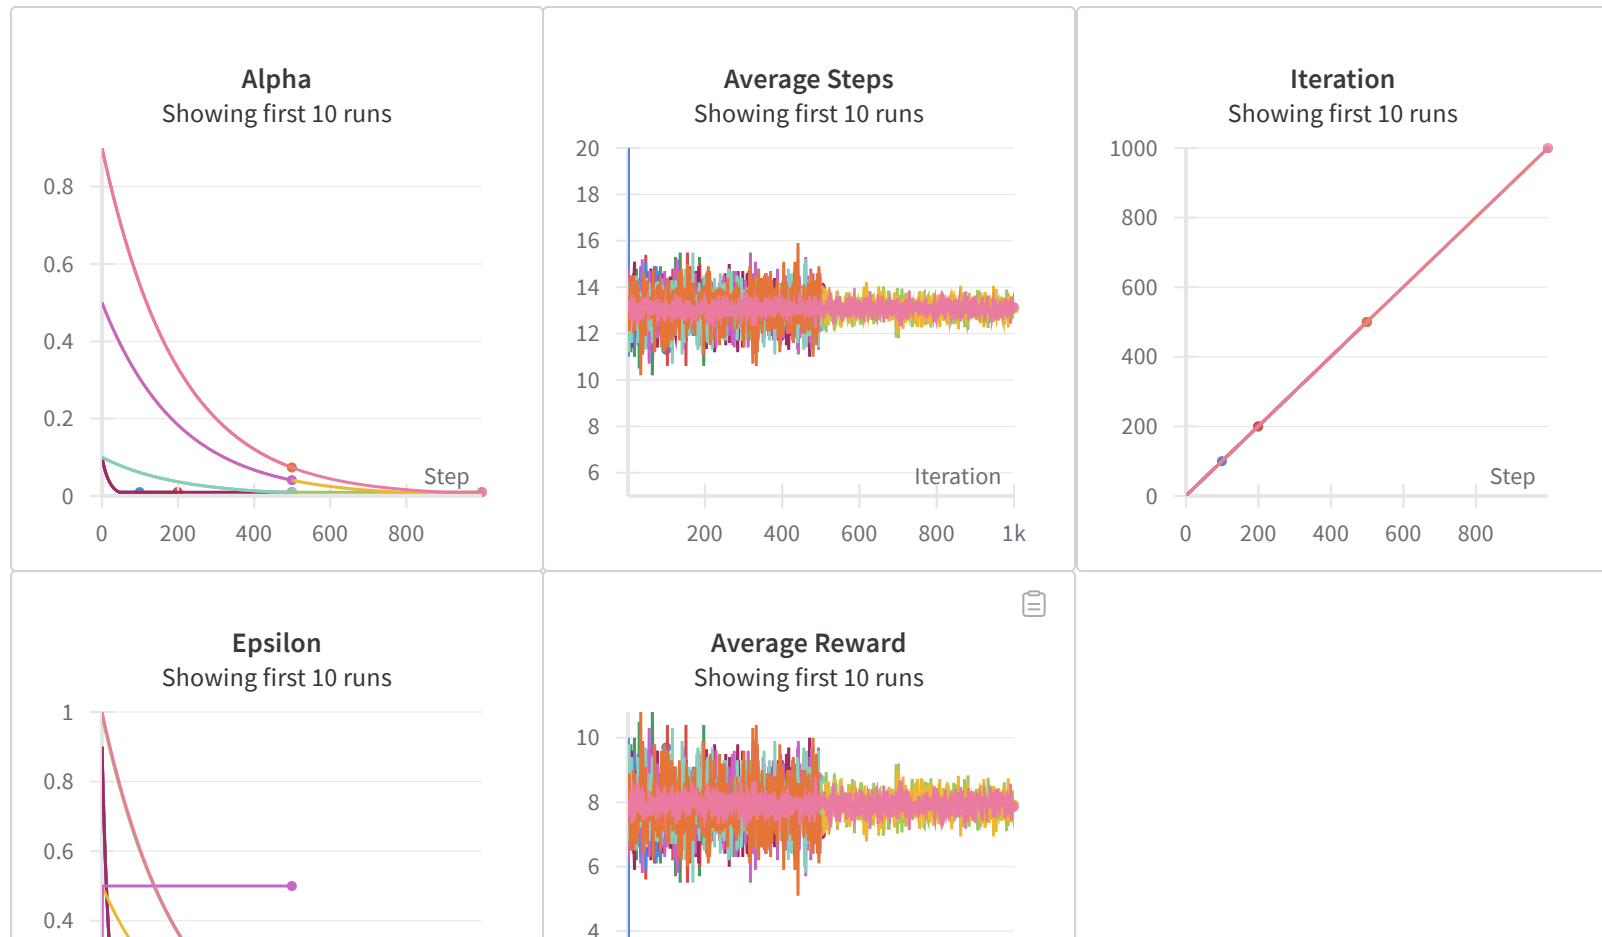 Alpha
Showing first 10 runs
0.8
0.6
0.4
0.2
0
Step
0 200 400 600 800
Average Steps
Showing first 10 runs
20
18
16
14
12
10
8
6
Iteration
200 400 600 800 1k
Iteration
Showing first 10 runs
1000
800
600
400
200
0
Step
0 200 400 600 800
Epsilon
Showing first 10 runs
1
0.8
0.6
0.4
Average Reward
Showing first 10 runs
10
8
6
4